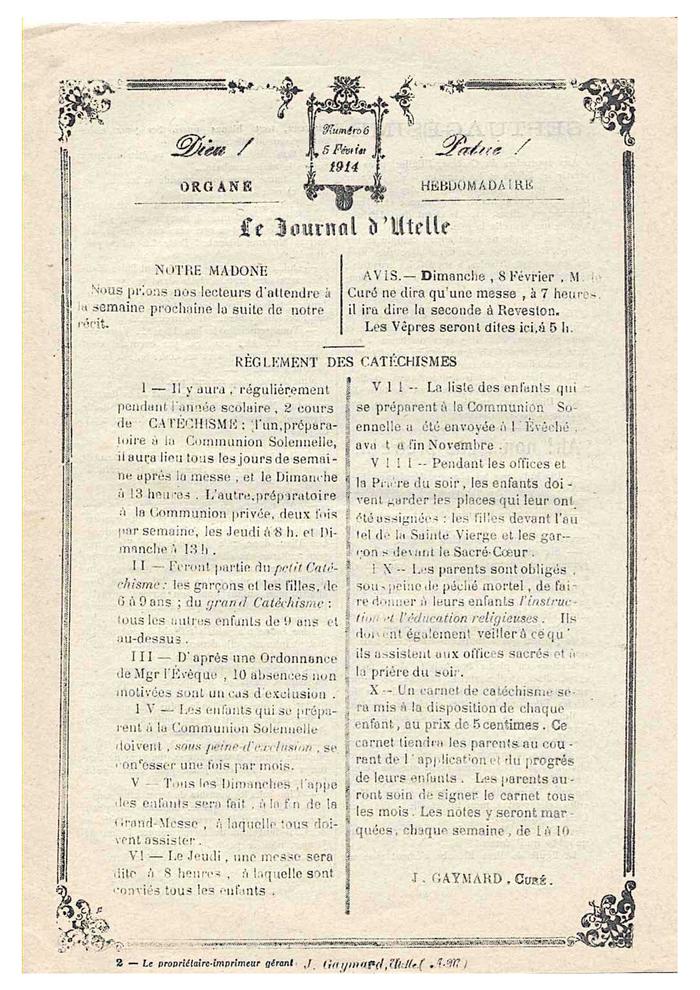 Numéro 6
5 Février
1914
Dieu !
Patrie !
ORGANE
HEBDOMADAIRE
Le Journal d'Utelle
NOTRE MADONE
Nous prions nos lecteurs d'attendre à
la semaine prochaine la suite de notre
récit.
AVIS.— Dimanche , 8 Février , M. le
Curé ne dira qu'une messe , à 7 heures,
il ira dire la seconde à Reveston.
Les Vêpres seront dites ici,à 5 h.
RÈGLEMENT DES CATÉCHISMES
I — Il y aura , régulièrement
pendant l'année scolaire , 2 cours
de CATÉCHISME : l'un,prépara-
toire à la Communion Solennelle,
il aura lieu tous les jours de semai-
ne après la messe , et le Dimanche
à 13 heures . L'autre,préparatoire
à la Communion privée, deux fois
par semaine, les Jeudi à 8 h. et Di-
manche à 13 h .
II — Feront partie du petit Caté-
chisme : les garçons et les filles, de
6 à 9 ans ; du grand Catéchisme :
tous les autres enfants de 9 ans et
au-dessus .
III — D'après une Ordonnance
de Mgr l'Évêque , 10 absences non
motivées sont un cas d'exclusion .
IV — Les enfants qui se prépa-
rent à la Communion Solennelle
doivent , sous peine d'exclusion , se
confesser une fois par mois.
V — Tous les Dimanches ,l'appe
des enfants sera fait , à la fin de la
Grand-Messe , à laquelle tous doi-
vent assister .
VI — Le Jeudi , une messe sera
dite à 8 heures , à laquelle sont
conviés tous les enfants .
VII -- La liste des enfants qui
se préparent à la Communion So-
ennelle a été envoyée à l'Évêché ,
avant la fin Novembre .
VIII -- Pendant les offices et
la Prière du soir , les enfants doi -
vent garder les places qui leur ont
été assignées : les filles devant l'au
tel de la Sainte Vierge et les gar--
çons devant le Sacré-Cœur .
IX -- Les parents sont obligés ,
sous peine de péché mortel , de fai-
re donner à leurs enfants l'instruc-
tion et l'éducation religieuses . Ils
doivent également veiller à ce qu'
ils assistent aux offices sacrés et à
la prière du soir.
X -- Un carnet de catéchisme se-
ra mis à la disposition de chaque
enfant , au prix de 5 centimes . Ce
carnet tiendra les parents au cou -
rant de l'application et du progrés
de leurs enfants . Les parents au-
ront soin de signer le carnet tous
les mois . Les notes y seront mar -
quées, chaque semaine , de 1 à 10.
J . GAYMARD , CURÉ .
2 — Le propriétaire-imprimeur gérant J. Gaymard, Utelle ( A.-M )